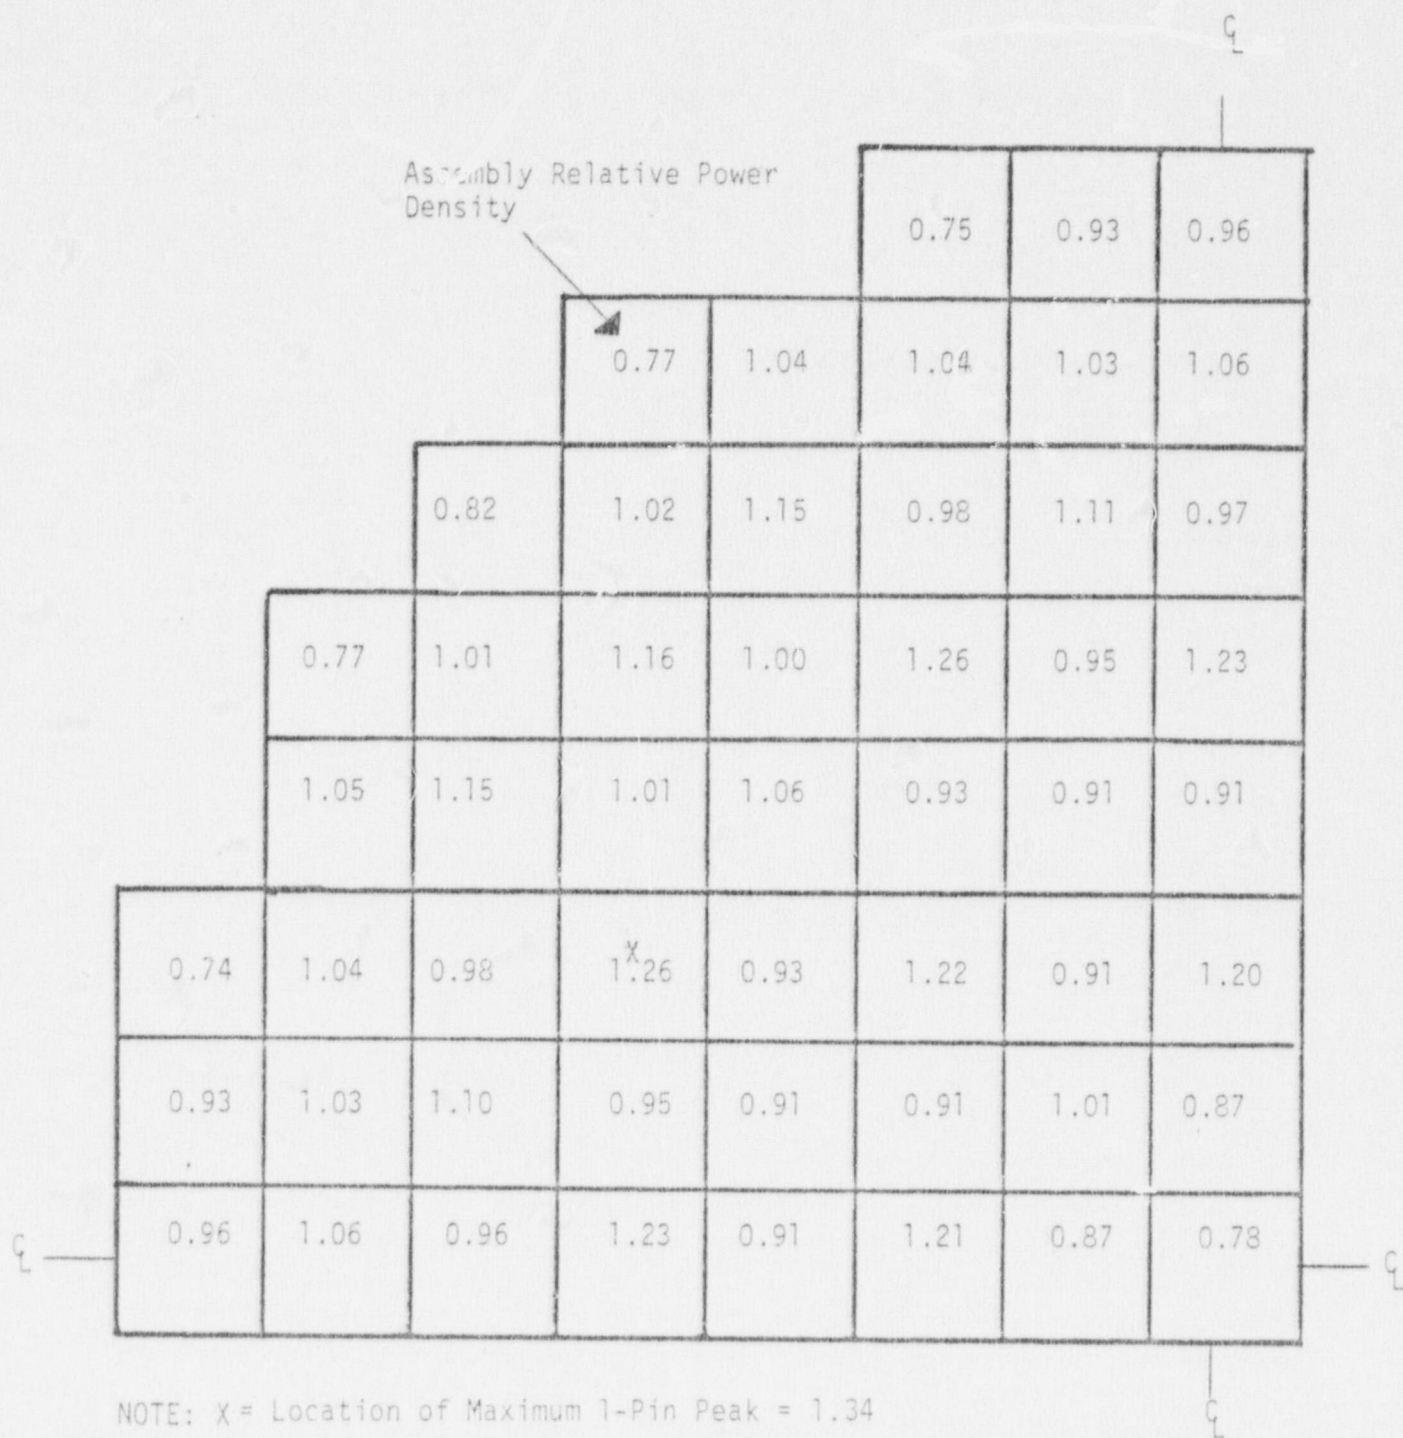 ℄
Assembly Relative Power
Density
0.75 0.93 0.96
0.77 1.04 1.04 1.03 1.06
0.82 1.02 1.15 0.98 1.11 0.97
0.77 1.01 1.16 1.00 1.26 0.95 1.23
1.05 1.15 1.01 1.06 0.93 0.91 0.91
X
0.74 1.04 0.98 1.26 0.93 1.22 0.91 1.20
0.93 1.03 1.10 0.95 0.91 0.91 1.01 0.87
0.96 1.06 0.96 1.23 0.91 1.21 0.87 0.78
℄ ℄
NOTE: X = Location of Maximum 1-Pin Peak = 1.34
℄